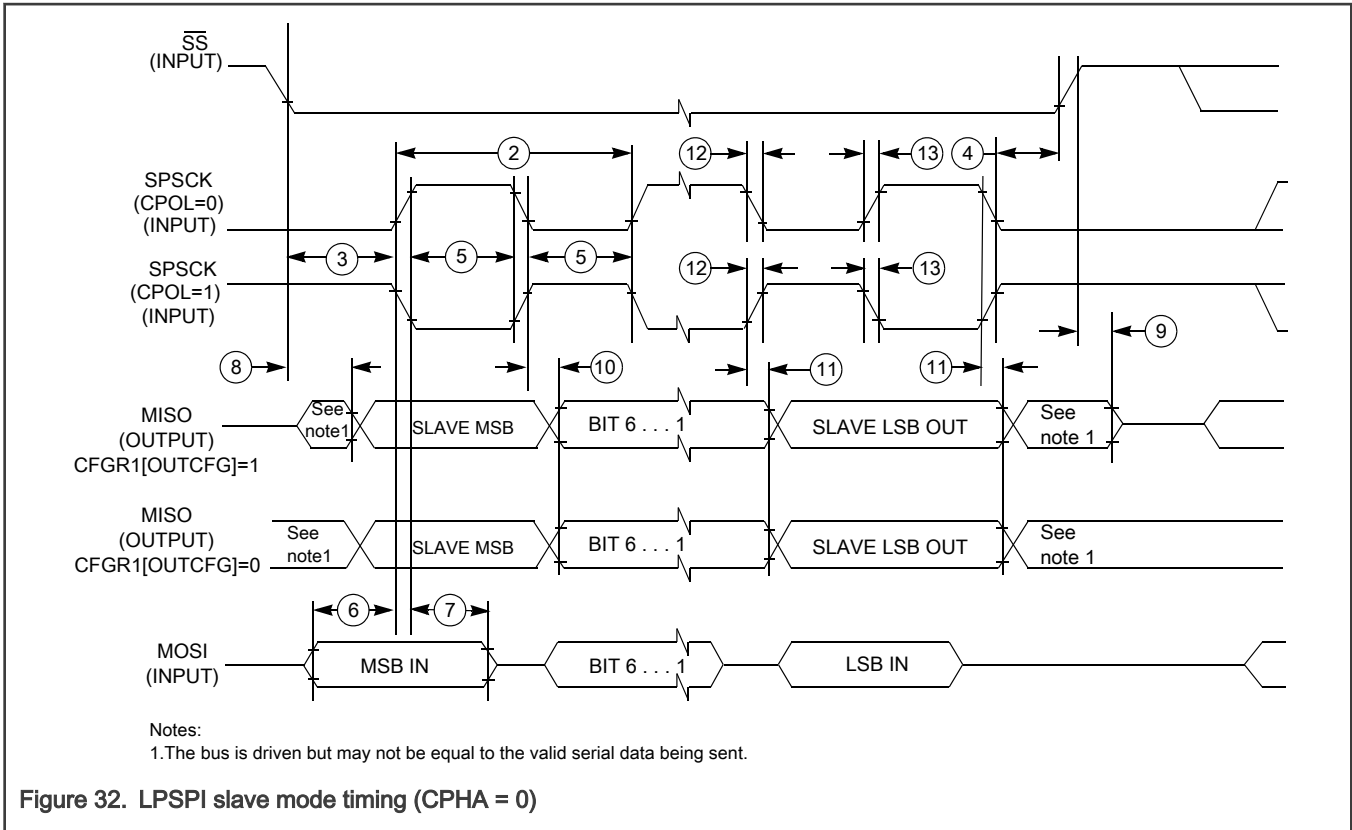 SS
(INPUT)
2
12
13
4
SPSCK
(CPOL=0)
(INPUT)
3
5
5
SPSCK
(CPOL=1)
(INPUT)
12
13
9
8
10
11
11
MISO
(OUTPUT)
CFGR1[OUTCFG]=1
See
note1
SLAVE MSB
BIT 6 . . . 1
SLAVE LSB OUT
See
note 1
MISO
(OUTPUT)
CFGR1[OUTCFG]=0
See
note1
SLAVE MSB
BIT 6 . . . 1
SLAVE LSB OUT
See
note 1
6
7
MOSI
(INPUT)
MSB IN
BIT 6 . . . 1
LSB IN
Notes:
1.The bus is driven but may not be equal to the valid serial data being sent.
Figure 32. LPSPI slave mode timing (CPHA = 0)